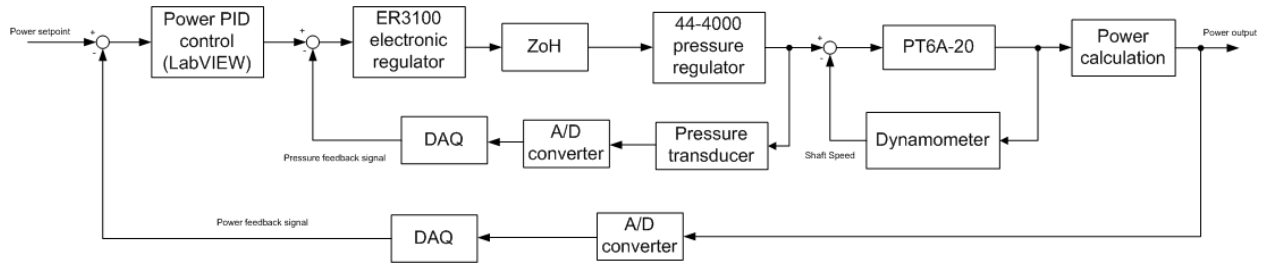 Power setpoint
+
-
Power PID
control
(LabVIEW)
+
-
ER3100
electronic
regulator
ZoH
44-4000
pressure
regulator
+
-
PT6A-20
Power
calculation
Power output
Pressure feedback signal
DAQ
A/D
converter
Pressure
transducer
Shaft Speed
Dynamometer
Power feedback signal
DAQ
A/D
converter